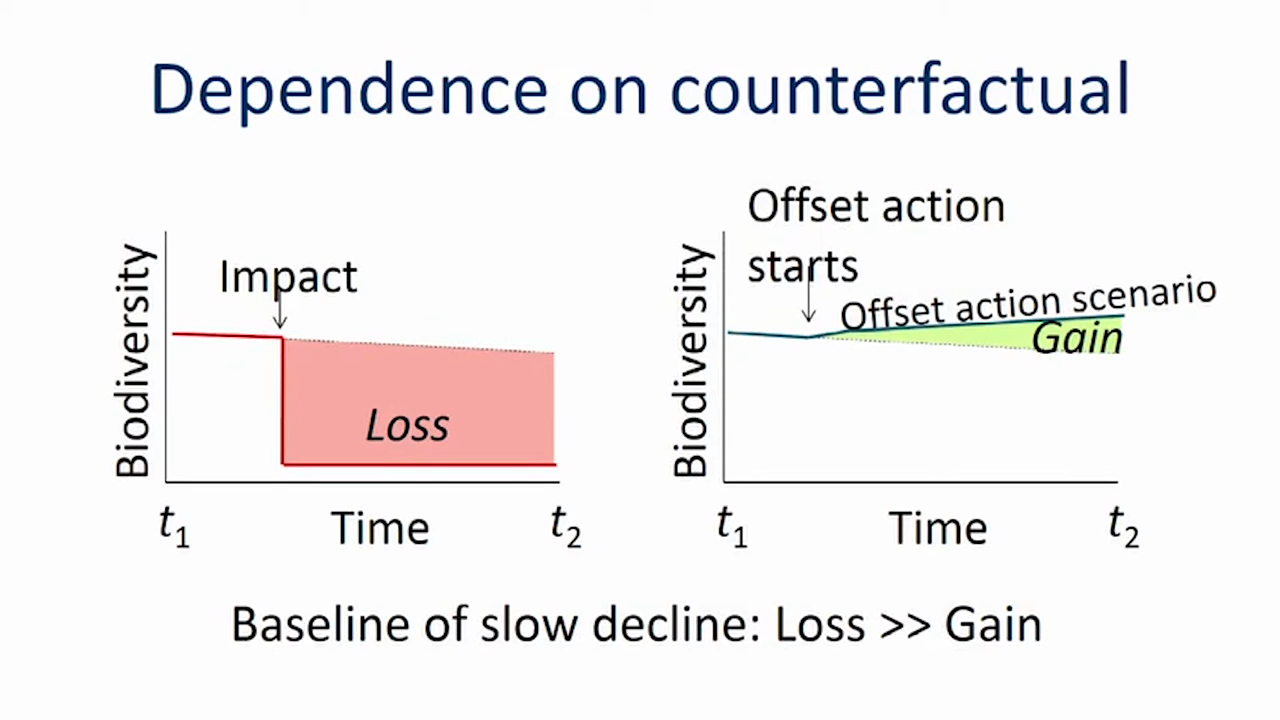 Dependence on counterfactual
Impact
Loss
Biodiversity
t1
Time
t2
Offset action
starts
Offset action scenario
Gain
Biodiversity
t1
Time
t2
Baseline of slow decline: Loss >> Gain